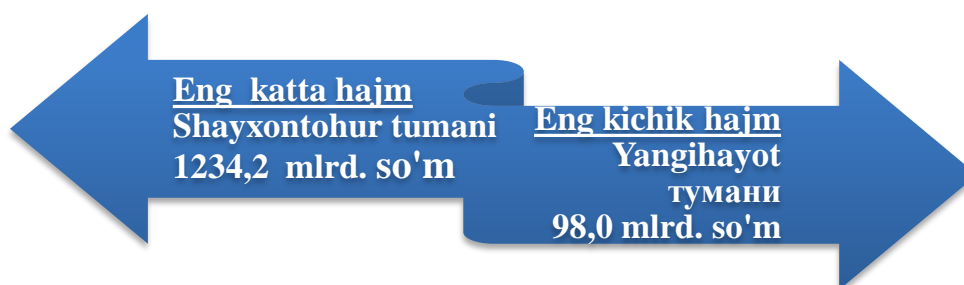 Eng katta hajm
Shayxontohur tumani
1234,2 mlrd. so'm
Eng kichik hajm
Yangihayot
тумани
98,0 mlrd. so'm